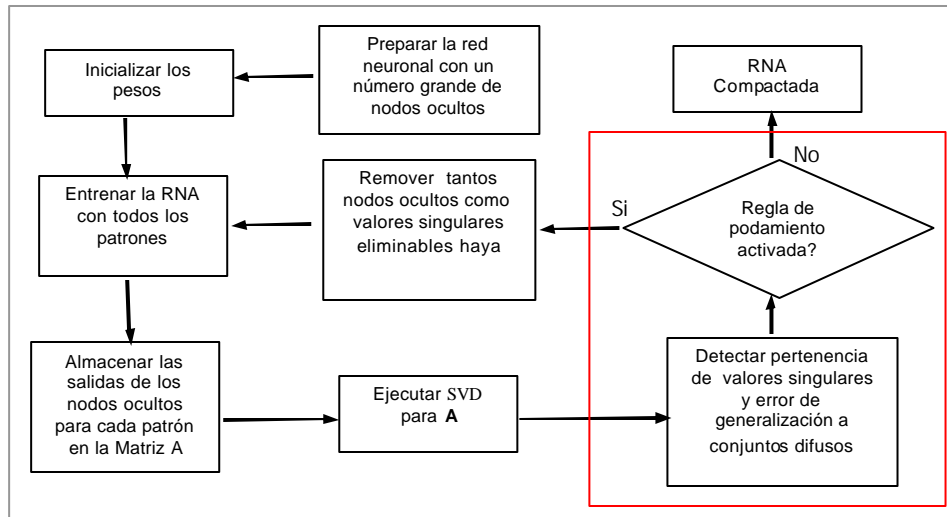 Preparar la red
neuronal con un
número grande de
nodos ocultos
Inicializar los
pesos
Entrenar la RNA
con todos los
patrones
Almacenar las
salidas de los
nodos ocultos
para cada patrón
en la Matriz A
Ejecutar SVD
para A
Detectar pertenencia
de valores singulares
y error de
generalización a
conjuntos difusos
Regla de
podamiento
activada?
Si
Remover tantos
nodos ocultos como
valores singulares
eliminables haya
No
RNA
Compactada